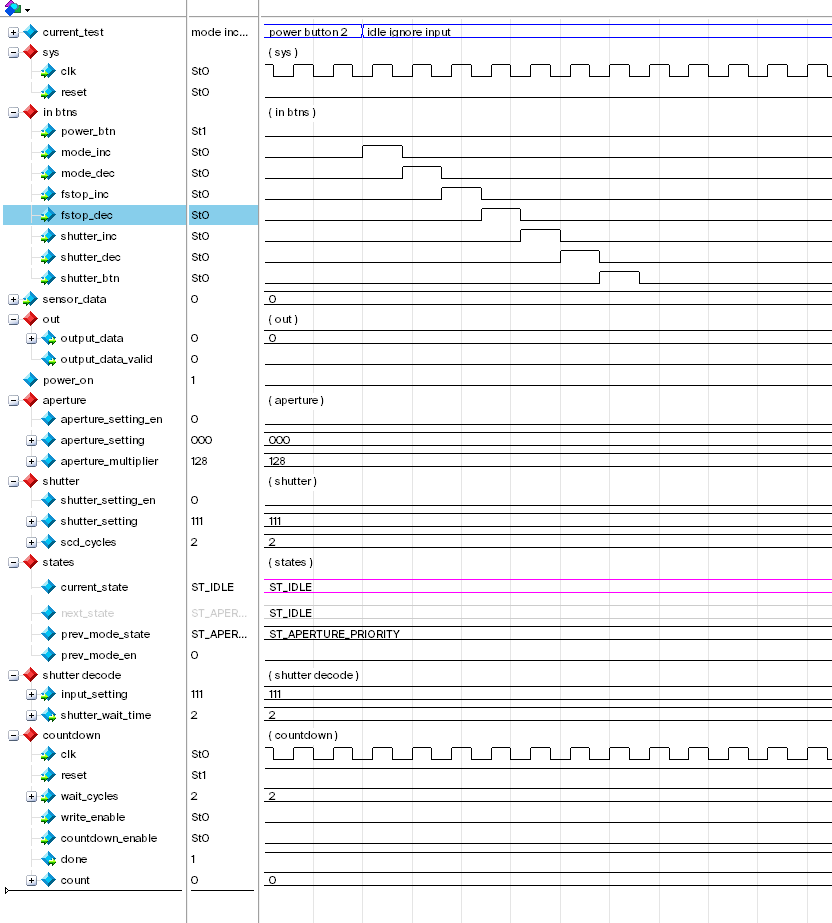 current_test mode inc... power button 2 idle ignore input
sys ( sys )
clk St0
reset St0
in btns ( in btns )
power_btn St1
mode_inc St0
mode_dec St0
fstop_inc St0
fstop_dec St0
shutter_inc St0
shutter_dec St0
shutter_btn St0
sensor_data 0 0
out ( out )
output_data 0 0
output_data_valid 0
power_on 1
aperture ( aperture )
aperture_setting_en 0
aperture_setting 000 000
aperture_multiplier 128 128
shutter ( shutter )
shutter_setting_en 0
shutter_setting 111 111
scd_cycles 2 2
states ( states )
current_state ST_IDLE ST_IDLE
next_state ST_APER... ST_IDLE
prev_mode_state ST_APER... ST_APERTURE_PRIORITY
prev_mode_en 0
shutter decode ( shutter decode )
input_setting 111 111
shutter_wait_time 2 2
countdown ( countdown )
clk St0
reset St1
wait_cycles 2 2
write_enable St0
countdown_enable St0
done 1
count 0 0